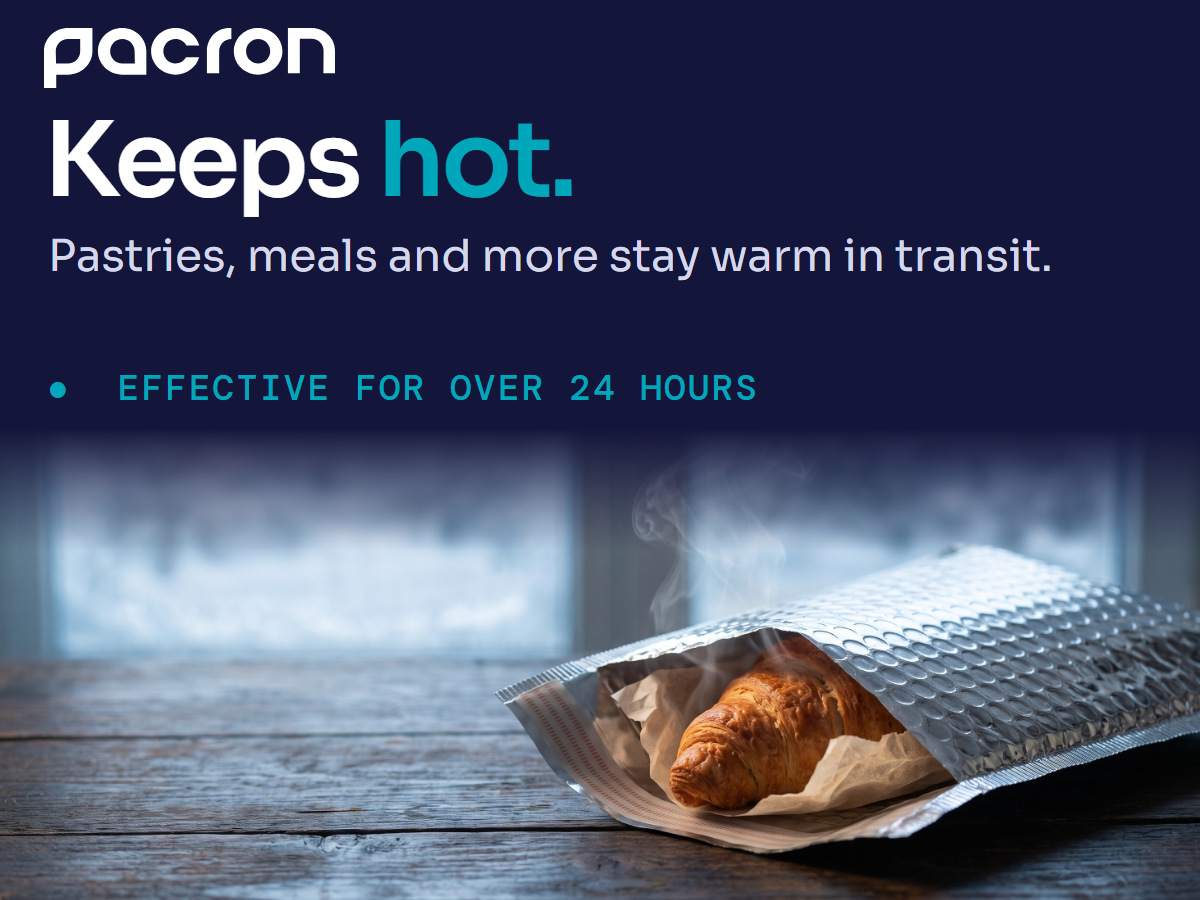 pacron
Keeps hot.
Pastries, meals and more stay warm in transit.
• EFFECTIVE FOR OVER 24 HOURS